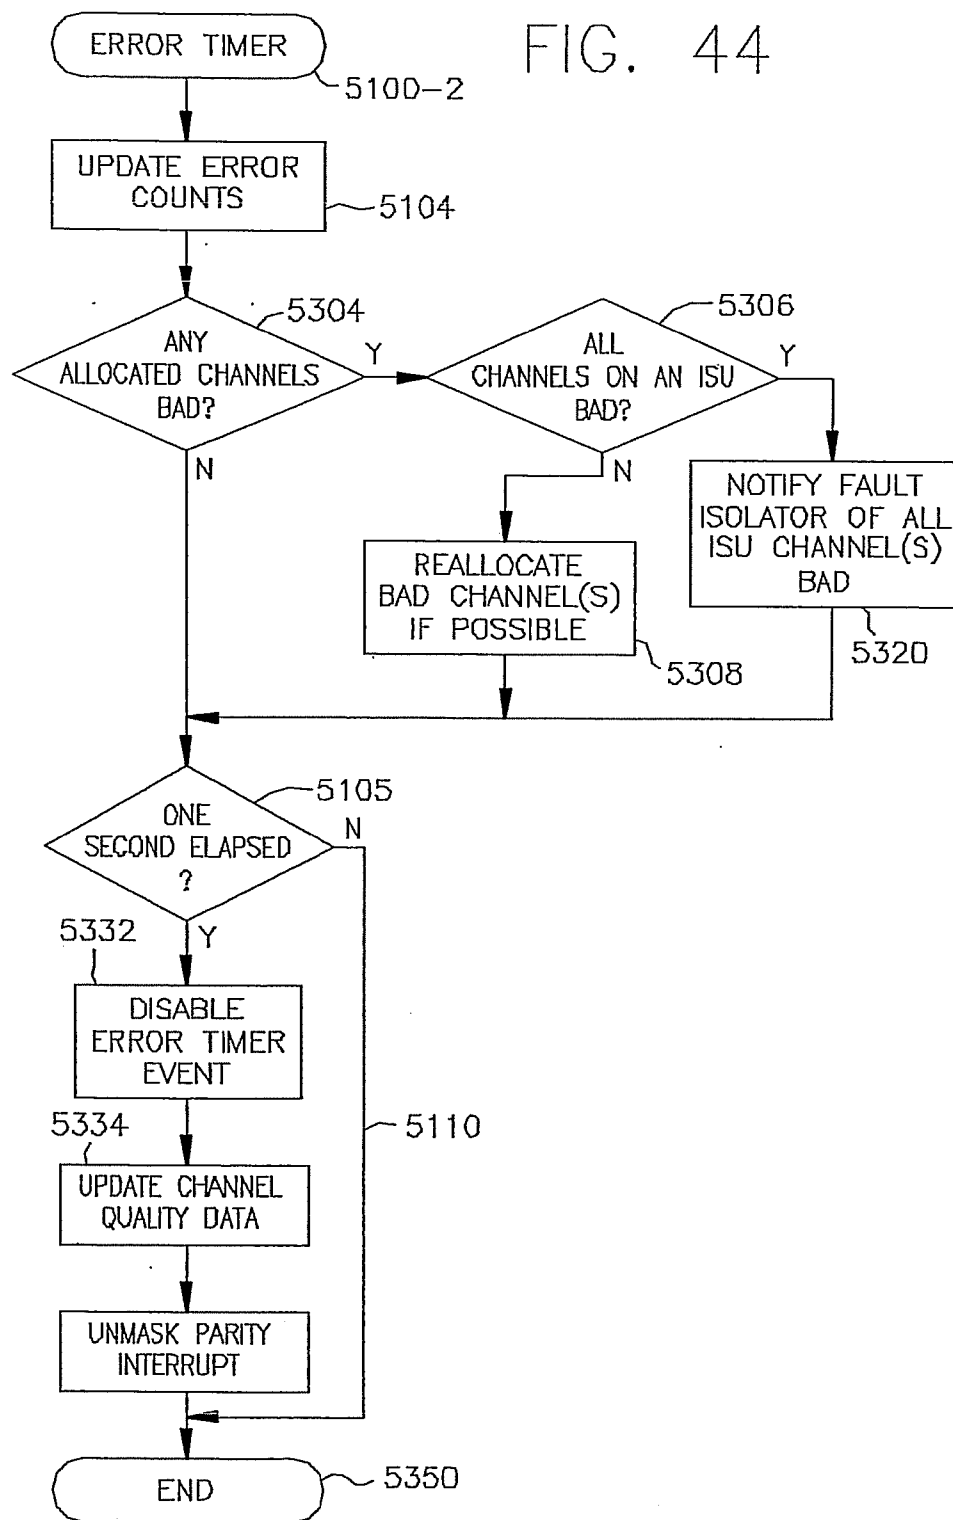 FIG. 44
ERROR TIMER
5100-2
UPDATE ERROR
COUNTS
5104
5304
ANY
ALLOCATED CHANNELS
BAD?
Y
N
5306
ALL
CHANNELS ON AN ISU
BAD?
Y
N
NOTIFY FAULT
ISOLATOR OF ALL
ISU CHANNEL(S)
BAD
5320
REALLOCATE
BAD CHANNEL(S)
IF POSSIBLE
5308
5105
ONE
SECOND ELAPSED
?
N
Y
5332
DISABLE
ERROR TIMER
EVENT
5110
5334
UPDATE CHANNEL
QUALITY DATA
UNMASK PARITY
INTERRUPT
END
5350